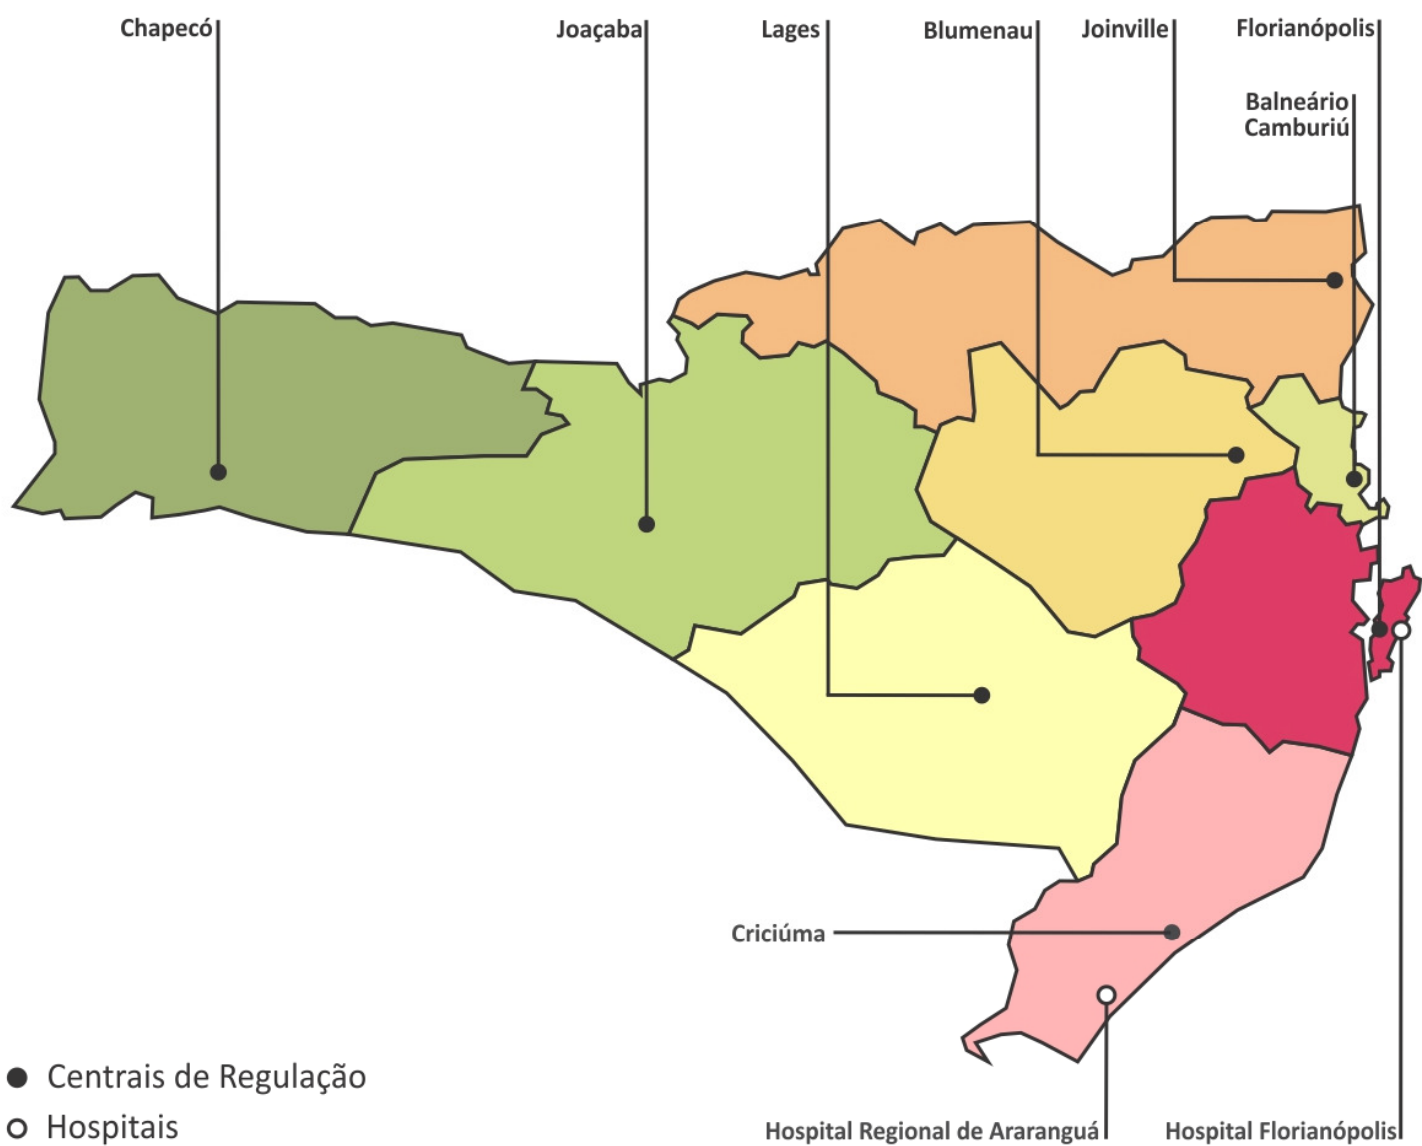 Chapecó
Joaçaba
Lages
Blumenau
Joinville
Florianópolis
Balneário
Camburiú
Criciúma
Centrais de Regulação
Hospitais
Hospital Regional de Araranguá
Hospital Florianópolis